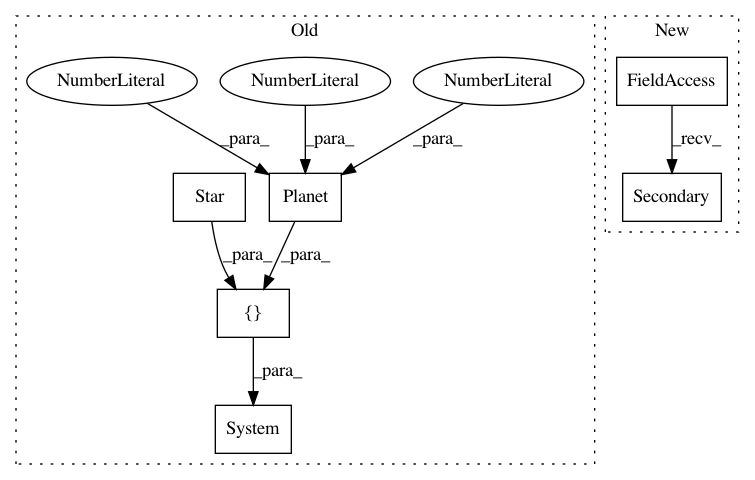 Old
New
NumberLiteral
NumberLiteral
NumberLiteral
FieldAccess
_para_
_para_
_para_
_recv_
Star
Planet
Secondary
_para_
_para_
{}
_para_
System